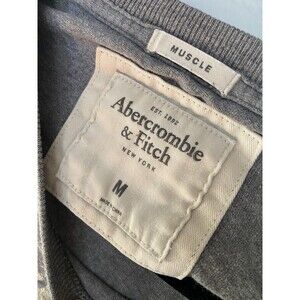 MUSCLE
EST. 1892
Abercrombie
& Fitch
NEW YORK
M